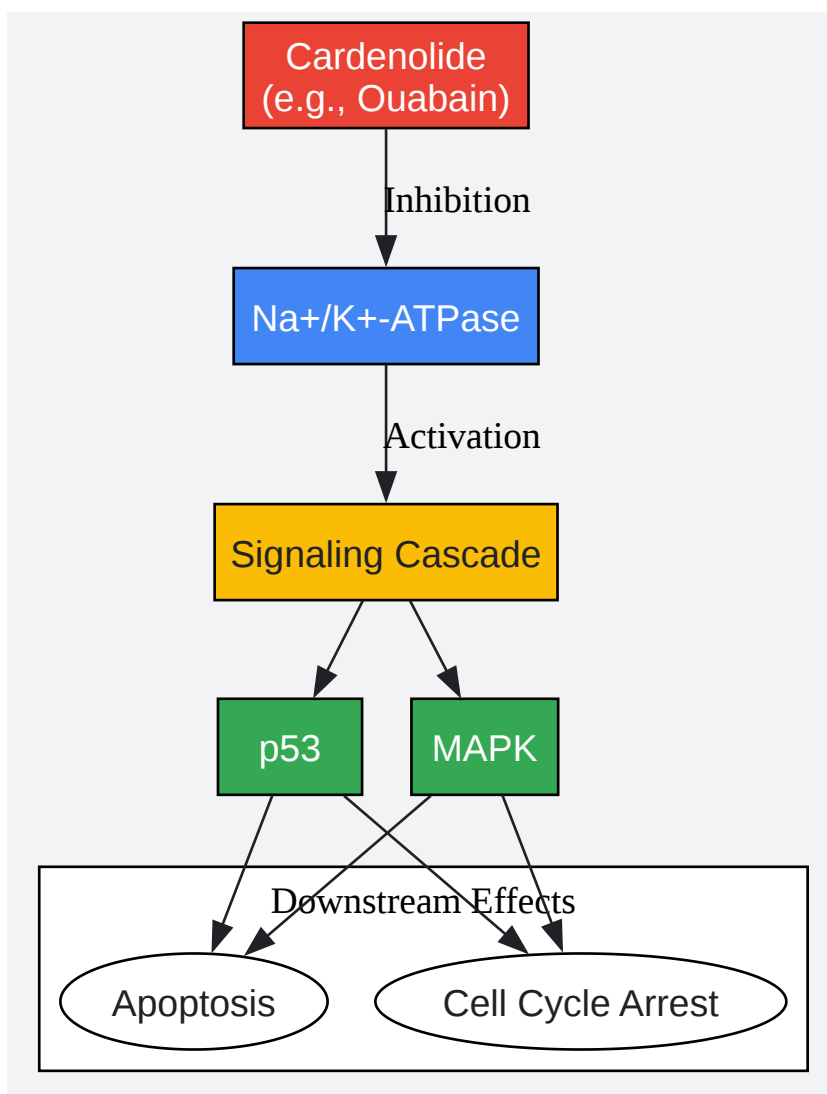 Cardenolide
(e.g., Ouabain)
Inhibition
Na+/K+-ATPase
Activation
Signaling Cascade
p53
MAPK
Downstream Effects
Apoptosis
Cell Cycle Arrest